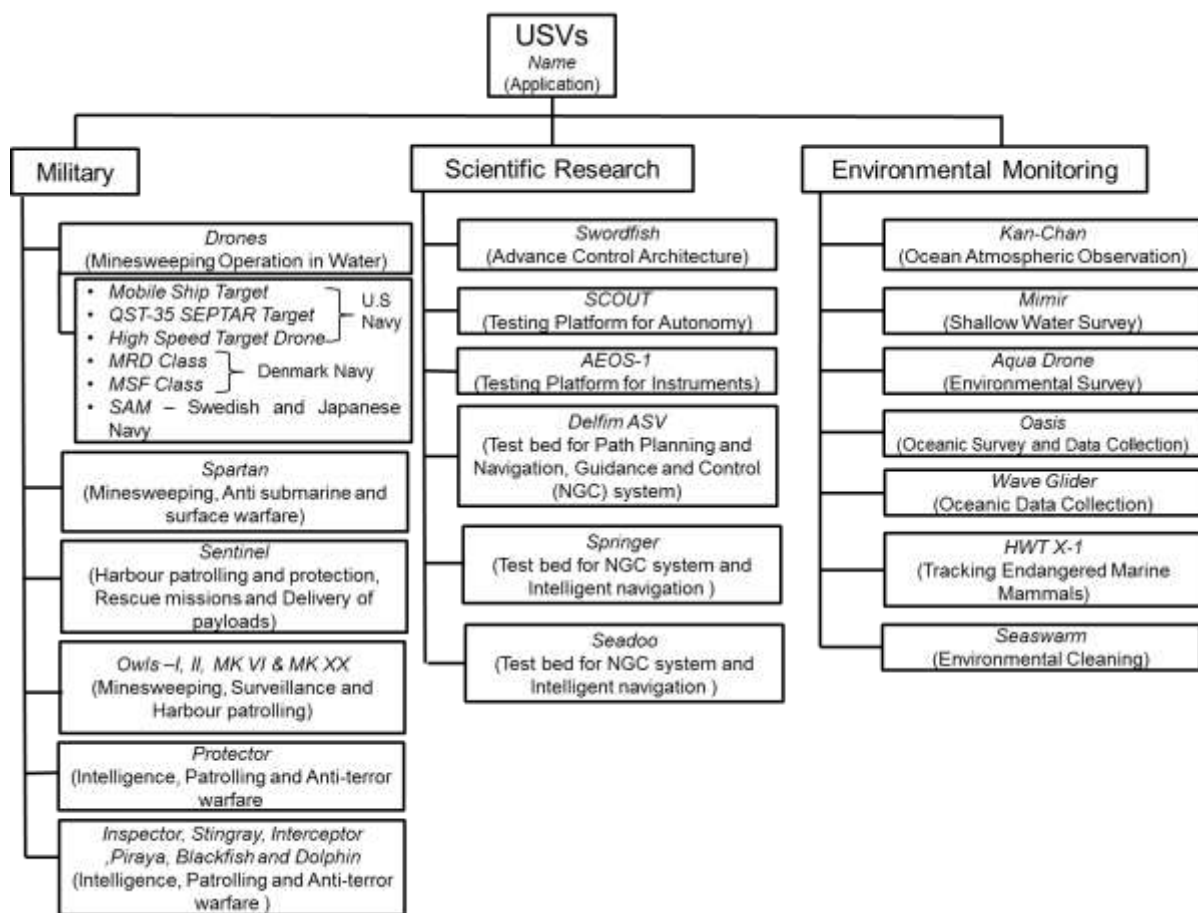 USVs
Name
(Application)
Military
Drones
(Minesweeping Operation in Water)
• Mobile Ship Target
• QST-35 SEPTAR Target
• High Speed Target Drone
U.S
Navy
• MRD Class
• MSF Class
Denmark Navy
• SAM – Swedish and Japanese
Navy
Spartan
(Minesweeping, Anti submarine and
surface warfare)
Sentinel
(Harbour patrolling and protection,
Rescue missions and Delivery of
payloads)
Owls –I, II, MK VI & MK XX
(Minesweeping, Surveillance and
Harbour patrolling)
Protector
(Intelligence, Patrolling and Anti-terror
warfare
Inspector, Stingray, Interceptor
,Piraya, Blackfish and Dolphin
(Intelligence, Patrolling and Anti-terror
warfare )
Scientific Research
Swordfish
(Advance Control Architecture)
SCOUT
(Testing Platform for Autonomy)
AEOS-1
(Testing Platform for Instruments)
Delfim ASV
(Test bed for Path Planning and
Navigation, Guidance and Control
(NGC) system)
Springer
(Test bed for NGC system and
Intelligent navigation )
Seadoo
(Test bed for NGC system and
Intelligent navigation )
Environmental Monitoring
Kan-Chan
(Ocean Atmospheric Observation)
Mimir
(Shallow Water Survey)
Aqua Drone
(Environmental Survey)
Oasis
(Oceanic Survey and Data Collection)
Wave Glider
(Oceanic Data Collection)
HWT X-1
(Tracking Endangered Marine
Mammals)
Seaswarm
(Environmental Cleaning)